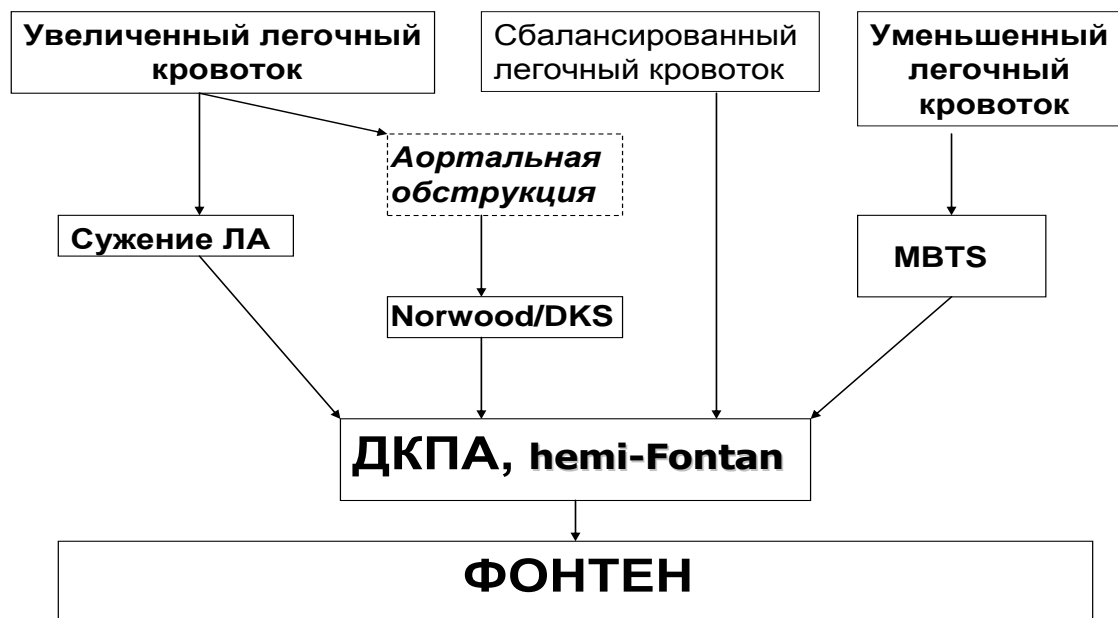 Увеличенный легочный
кровоток
Сбалансированный
легочный кровоток
Уменьшенный
легочный
кровоток
Аортальная
обструкция
Сужение ЛА
MBTS
Norwood/DKS
ДКПА, hemi-Fontan
ФОНТЕН